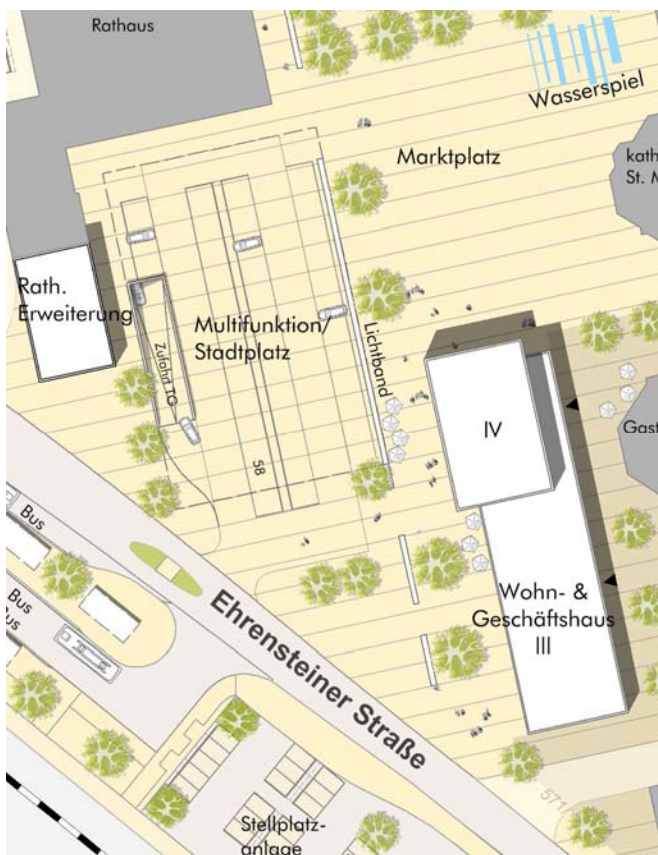 Rathaus
Wasserspiel
Marktplatz
kath
St. M
Rath.
Erweiterung
Multifunktion/
Stadtplatz
Zufahrt TG
Lichtband
58
IV
Gast
Bus
Bus
Bus
Ehrensteiner Straße
Wohn- &
Geschäftshaus
III
571
Stellplatz-
anlage